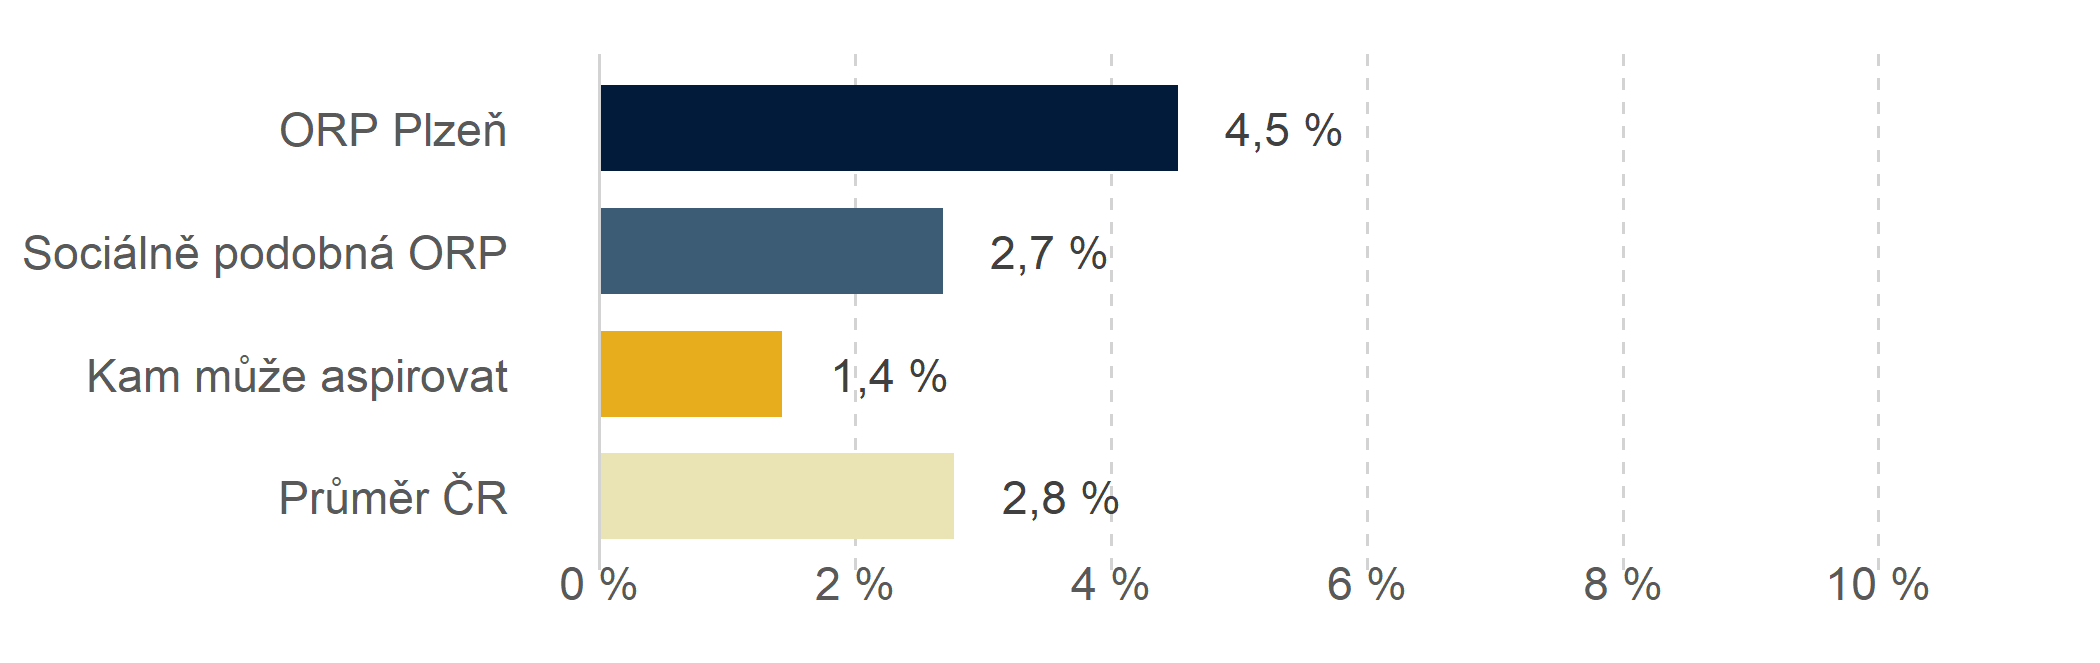 ORP Plzeň 4,5 %
Sociálně podobná ORP 2,7 %
Kam může aspirovat 1,4 %
Průměr ČR 2,8 %
0 % 2 % 4 % 6 % 8 % 10 %